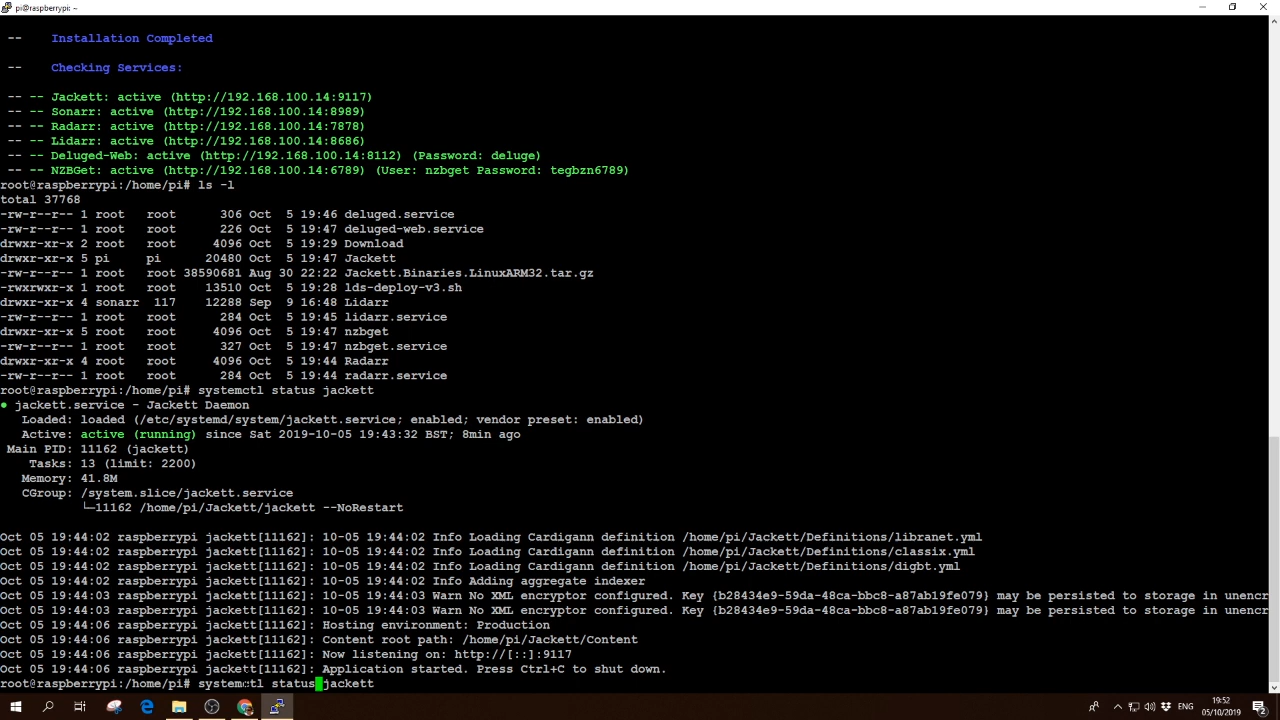 pi@raspberrypi: ~
-- Installation Completed
-- Checking Services:
-- -- Jackett: active (http://192.168.100.14:9117)
-- -- Sonarr: active (http://192.168.100.14:8989)
-- -- Radarr: active (http://192.168.100.14:7878)
-- -- Lidarr: active (http://192.168.100.14:8686)
-- -- Deluged-Web: active (http://192.168.100.14:8112) (Password: deluge)
-- -- NZBGet: active (http://192.168.100.14:6789) (User: nzbget Password: tegbzn6789)
root@raspberrypi:/home/pi# ls -l
total 37768
-rw-r--r-- 1 root   root        306 Oct  5 19:46 deluged.service
-rw-r--r-- 1 root   root        226 Oct  5 19:47 deluged-web.service
drwxr-xr-x 2 root   root       4096 Oct  5 19:29 Download
drwxr-xr-x 5 pi     pi        20480 Oct  5 19:47 Jackett
-rw-r--r-- 1 root   root   38590681 Aug 30 22:22 Jackett.Binaries.LinuxARM32.tar.gz
-rwxrwxr-x 1 root   root      13510 Oct  5 19:28 lds-deploy-v3.sh
drwxr-xr-x 4 sonarr  117      12288 Sep  9 16:48 Lidarr
-rw-r--r-- 1 root   root        284 Oct  5 19:45 lidarr.service
drwxr-xr-x 5 root   root       4096 Oct  5 19:47 nzbget
-rw-r--r-- 1 root   root        327 Oct  5 19:47 nzbget.service
drwxr-xr-x 4 root   root       4096 Oct  5 19:44 Radarr
-rw-r--r-- 1 root   root        284 Oct  5 19:44 radarr.service
root@raspberrypi:/home/pi# systemctl status jackett
● jackett.service - Jackett Daemon
Loaded: loaded (/etc/systemd/system/jackett.service; enabled; vendor preset: enabled)
Active: active (running) since Sat 2019-10-05 19:43:32 BST; 8min ago
Main PID: 11162 (jackett)
Tasks: 13 (limit: 2200)
Memory: 41.8M
CGroup: /system.slice/jackett.service
└─11162 /home/pi/Jackett/jackett --NoRestart
Oct 05 19:44:02 raspberrypi jackett[11162]: 10-05 19:44:02 Info Loading Cardigann definition /home/pi/Jackett/Definitions/libranet.yml
Oct 05 19:44:02 raspberrypi jackett[11162]: 10-05 19:44:02 Info Loading Cardigann definition /home/pi/Jackett/Definitions/classix.yml
Oct 05 19:44:02 raspberrypi jackett[11162]: 10-05 19:44:02 Info Loading Cardigann definition /home/pi/Jackett/Definitions/digbt.yml
Oct 05 19:44:02 raspberrypi jackett[11162]: 10-05 19:44:02 Info Adding aggregate indexer
Oct 05 19:44:03 raspberrypi jackett[11162]: 10-05 19:44:03 Warn No XML encryptor configured. Key {b28434e9-59da-48ca-bbc8-a87ab19fe079} may be persisted to storage in unencr
Oct 05 19:44:03 raspberrypi jackett[11162]: 10-05 19:44:03 Warn No XML encryptor configured. Key {b28434e9-59da-48ca-bbc8-a87ab19fe079} may be persisted to storage in unencr
Oct 05 19:44:06 raspberrypi jackett[11162]: Hosting environment: Production
Oct 05 19:44:06 raspberrypi jackett[11162]: Content root path: /home/pi/Jackett/Content
Oct 05 19:44:06 raspberrypi jackett[11162]: Now listening on: http://[::]:9117
Oct 05 19:44:06 raspberrypi jackett[11162]: Application started. Press Ctrl+C to shut down.
root@raspberrypi:/home/pi# systemctl status jackett
ENG
19:52
05/10/2019
2